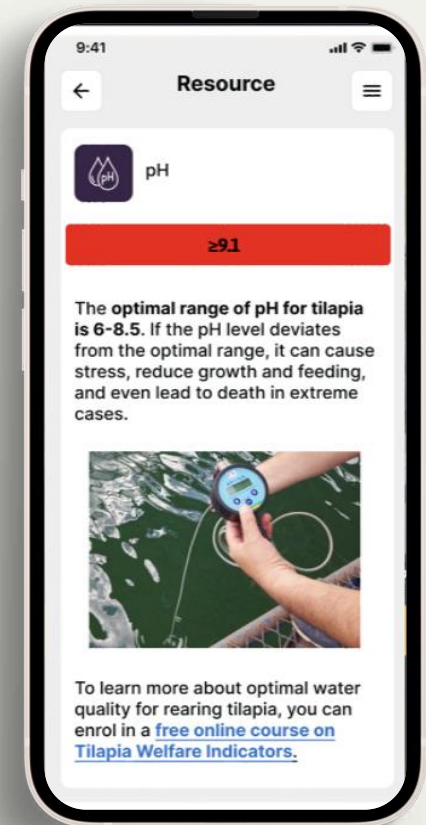 9:41
Resource
pH
pH
≥9.1
The optimal range of pH for tilapia
is 6-8.5. If the pH level deviates
from the optimal range, it can cause
stress, reduce growth and feeding,
and even lead to death in extreme
cases.
To learn more about optimal water
quality for rearing tilapia, you can
enrol in a free online course on
Tilapia Welfare Indicators.